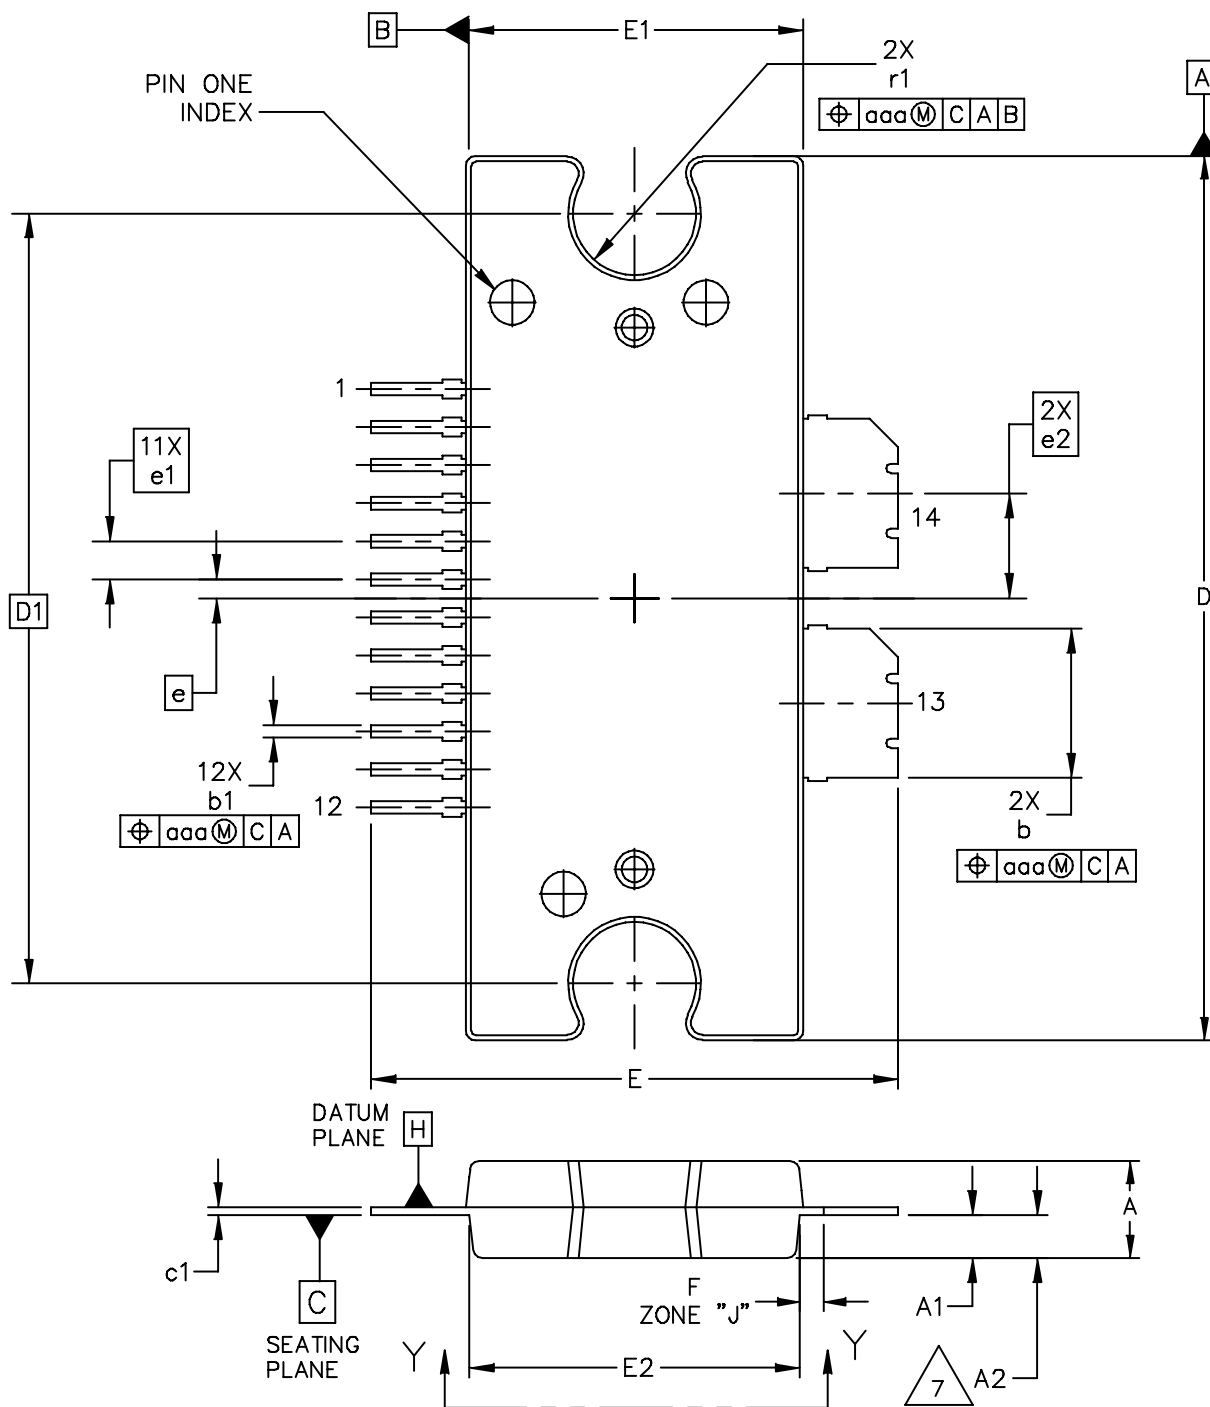 B
E1
2X
r1
⌖ aaa Ⓜ C A B
PIN ONE
INDEX
A
1
11X
e1
2X
e2
14
D1
D
e
13
12X
b1
⌖ aaa Ⓜ C A
12
2X
b
⌖ aaa Ⓜ C A
E
DATUM
PLANE
H
A
c1
C
SEATING
PLANE
F
ZONE "J"
A1
Y
Y
E2
7
A2